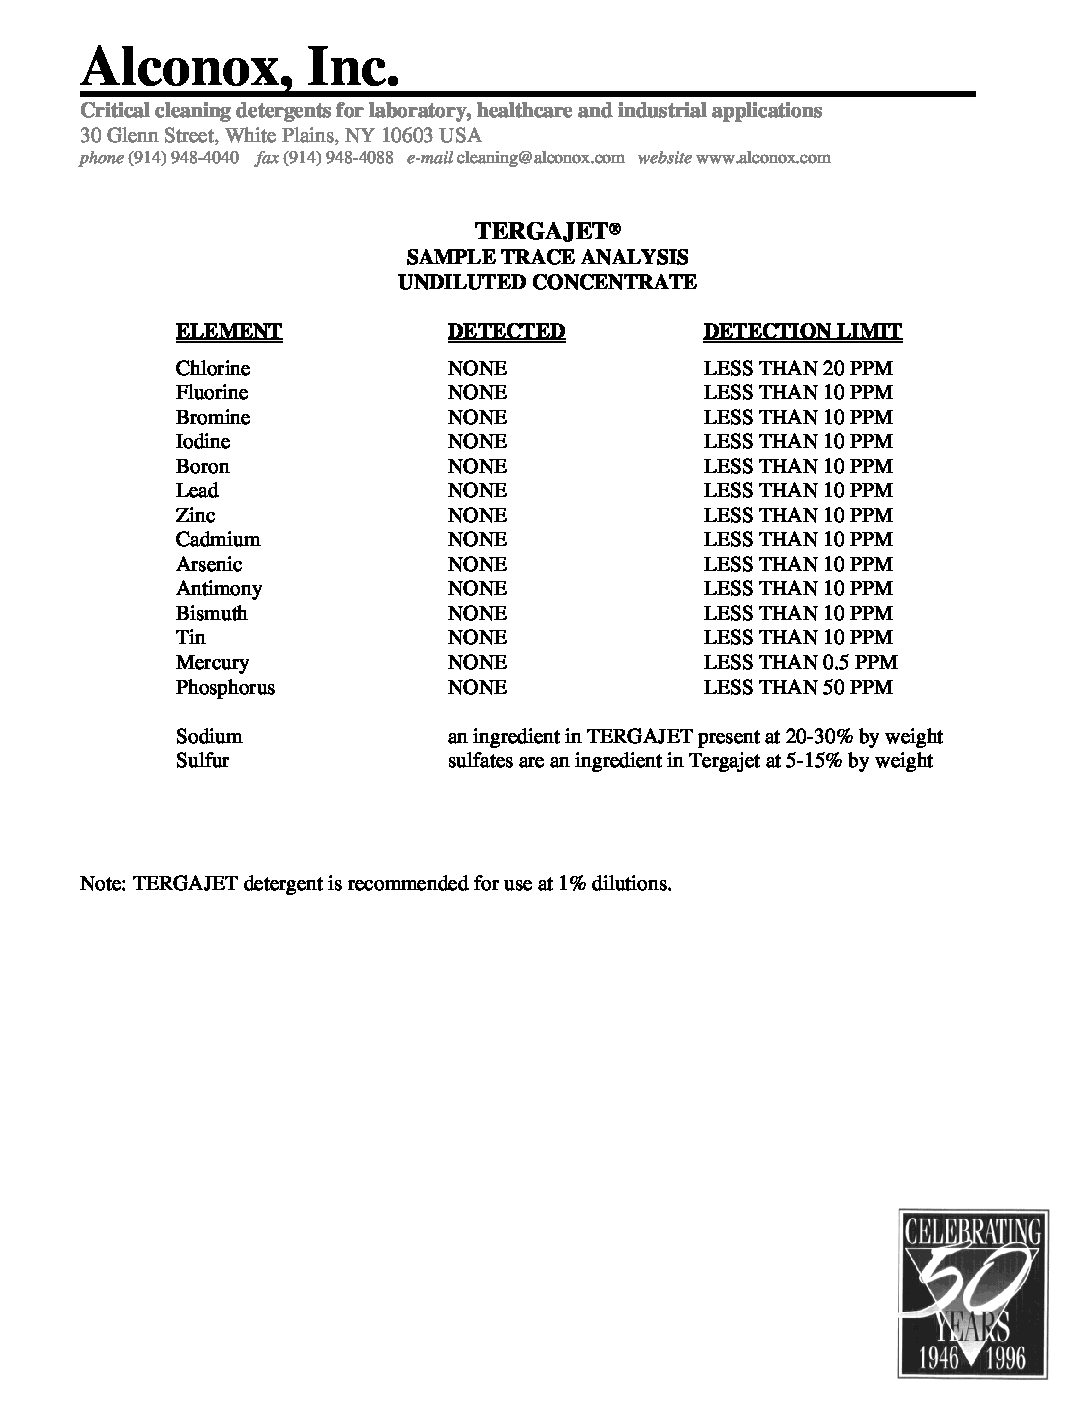 Alconox, Inc.
Critical cleaning detergents for laboratory, healthcare and industrial applications
30 Glenn Street, White Plains, NY 10603 USA
phone (914) 948-4040 fax (914) 948-4088 e-mail cleaning@alconox.com website www.alconox.com
TERGAJET®
SAMPLE TRACE ANALYSIS
UNDILUTED CONCENTRATE
ELEMENT DETECTED DETECTION LIMIT
Chlorine NONE LESS THAN 20 PPM
Fluorine NONE LESS THAN 10 PPM
Bromine NONE LESS THAN 10 PPM
Iodine NONE LESS THAN 10 PPM
Boron NONE LESS THAN 10 PPM
Lead NONE LESS THAN 10 PPM
Zinc NONE LESS THAN 10 PPM
Cadmium NONE LESS THAN 10 PPM
Arsenic NONE LESS THAN 10 PPM
Antimony NONE LESS THAN 10 PPM
Bismuth NONE LESS THAN 10 PPM
Tin NONE LESS THAN 10 PPM
Mercury NONE LESS THAN 0.5 PPM
Phosphorus NONE LESS THAN 50 PPM
Sodium an ingredient in TERGAJET present at 20-30% by weight
Sulfur sulfates are an ingredient in Tergajet at 5-15% by weight
Note: TERGAJET detergent is recommended for use at 1% dilutions.
CELEBRATING
50
YEARS
1946 1996